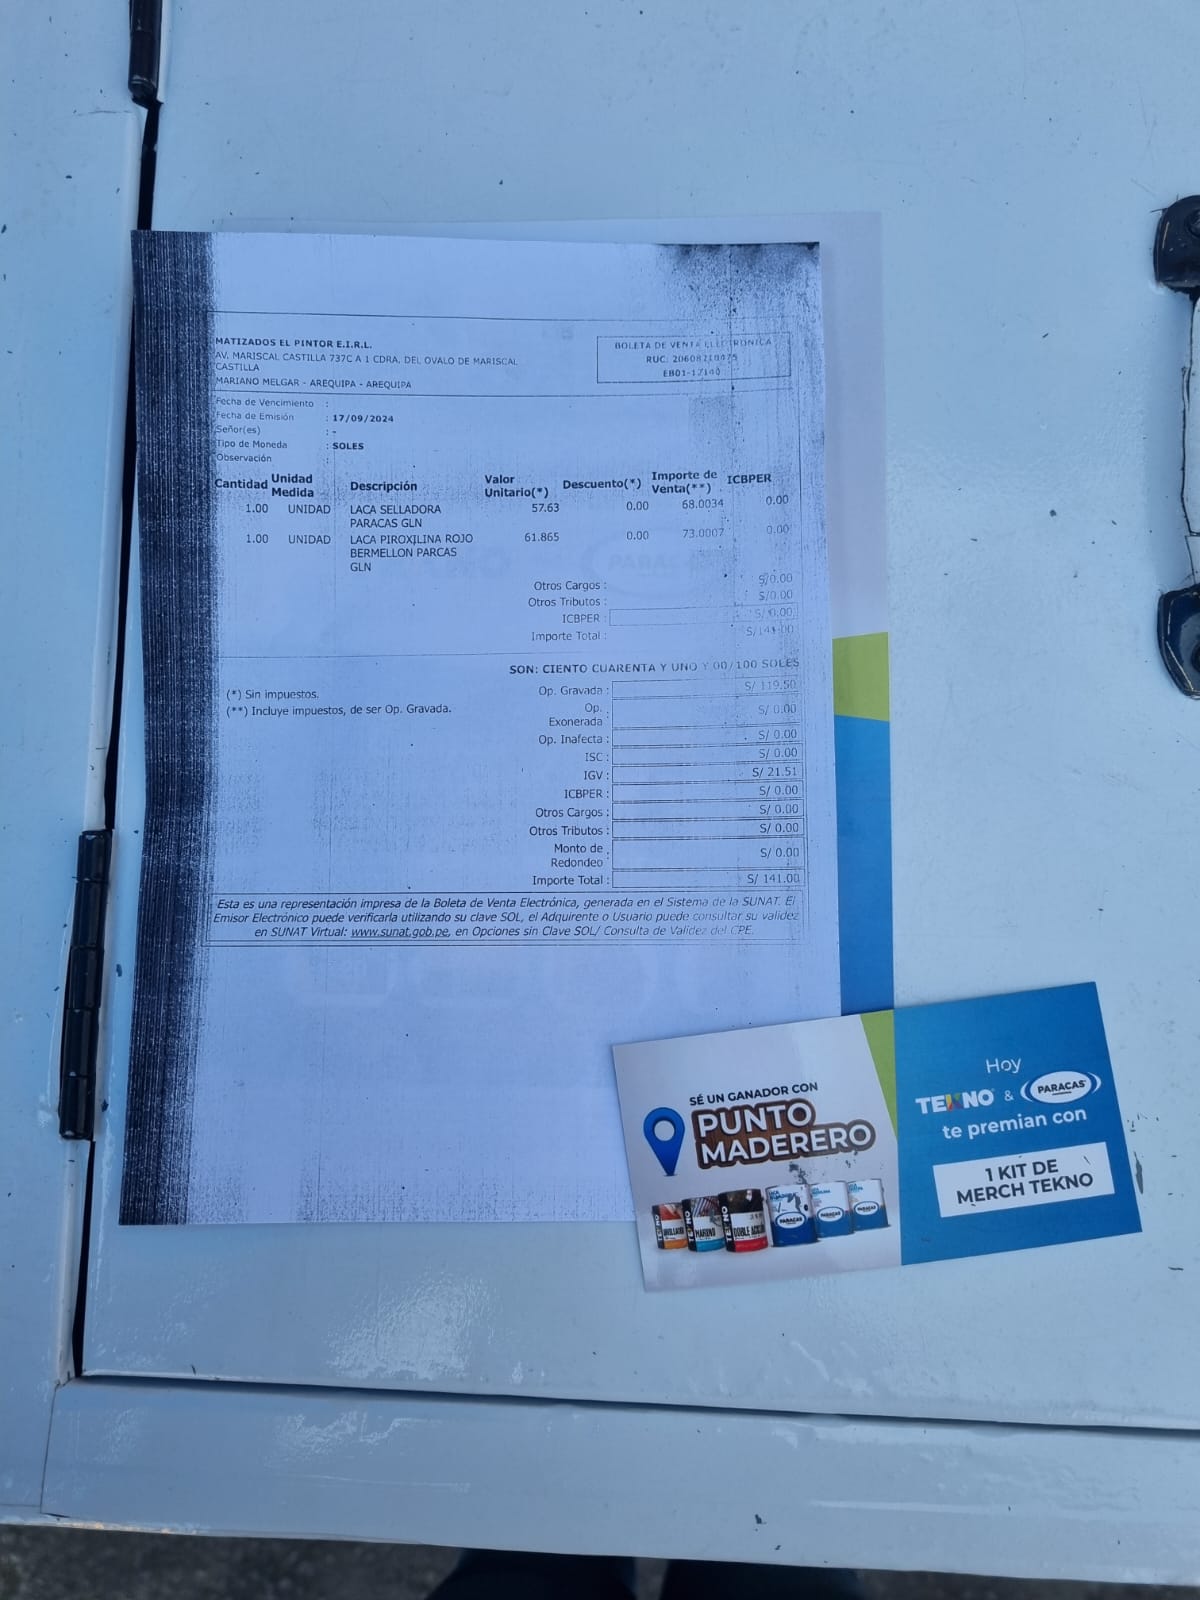 MATIZADOS EL PINTOR E.I.R.L.
AV. MARISCAL CASTILLA 737C A 1 CDRA. DEL OVALO DE MARISCAL
CASTILLA
MARIANO MELGAR - AREQUIPA - AREQUIPA
BOLETA DE VENTA ELECTRONICA
RUC:
EB01-17140
Fecha de Vencimiento :
Fecha de Emisión : 17/09/2024
Señor(es) : -
Tipo de Moneda : SOLES
Observación
Cantidad Unidad Medida Descripción Valor Unitario(*) Descuento(*) Importe de Venta(**) ICBPER
1.00 UNIDAD LACA SELLADORA 57.63 0.00 68.0034 0.00
PARACAS GLN
1.00 UNIDAD LACA PIROXILINA ROJO 61.865 0.00 73.0007 0.00
BERMELLON PARCAS
GLN
Otros Cargos : S/0.00
Otros Tributos : S/0.00
ICBPER : S/ 0.00
Importe Total : S/141.00
SON: CIENTO CUARENTA Y UNO Y 00/100 SOLES
(*) Sin impuestos.
(**) Incluye impuestos, de ser Op. Gravada.
Op. Gravada : S/ 119.50
Op. Exonerada : S/ 0.00
Op. Inafecta : S/ 0.00
ISC : S/ 0.00
IGV : S/ 21.51
ICBPER : S/ 0.00
Otros Cargos : S/ 0.00
Otros Tributos : S/ 0.00
Monto de Redondeo : S/ 0.00
Importe Total : S/ 141.00
Esta es una representación impresa de la Boleta de Venta Electrónica, generada en el Sistema de la SUNAT. El
Emisor Electrónico puede verificarla utilizando su clave SOL, el Adquirente o Usuario puede consultar su validez
en SUNAT Virtual: www.sunat.gob.pe, en Opciones sin Clave SOL/ Consulta de Validez del CPE.
SÉ UN GANADOR CON
PUNTO
MADERERO
Hoy
TEKNO & PARACAS
te premian con
1 KIT DE
MERCH TEKNO
MARINO
DOBLE
PARACAS
PARACAS
PARACAS